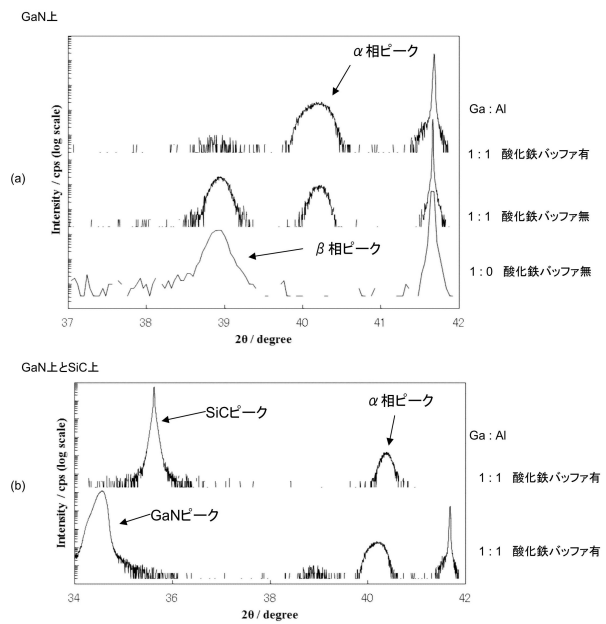 GaN上
α相ピーク
Ga : Al
1 : 1 酸化鉄バッファ有
(a)
Intensity / cps (log scale)
1 : 1 酸化鉄バッファ無
β相ピーク
1 : 0 酸化鉄バッファ無
37 38 39 40 41 42
2θ / degree
GaN上とSiC上
SiCピーク
α相ピーク
Ga : Al
1 : 1 酸化鉄バッファ有
(b)
Intensity / cps (log scale)
GaNピーク
1 : 1 酸化鉄バッファ有
34 36 38 40 42
2θ / degree